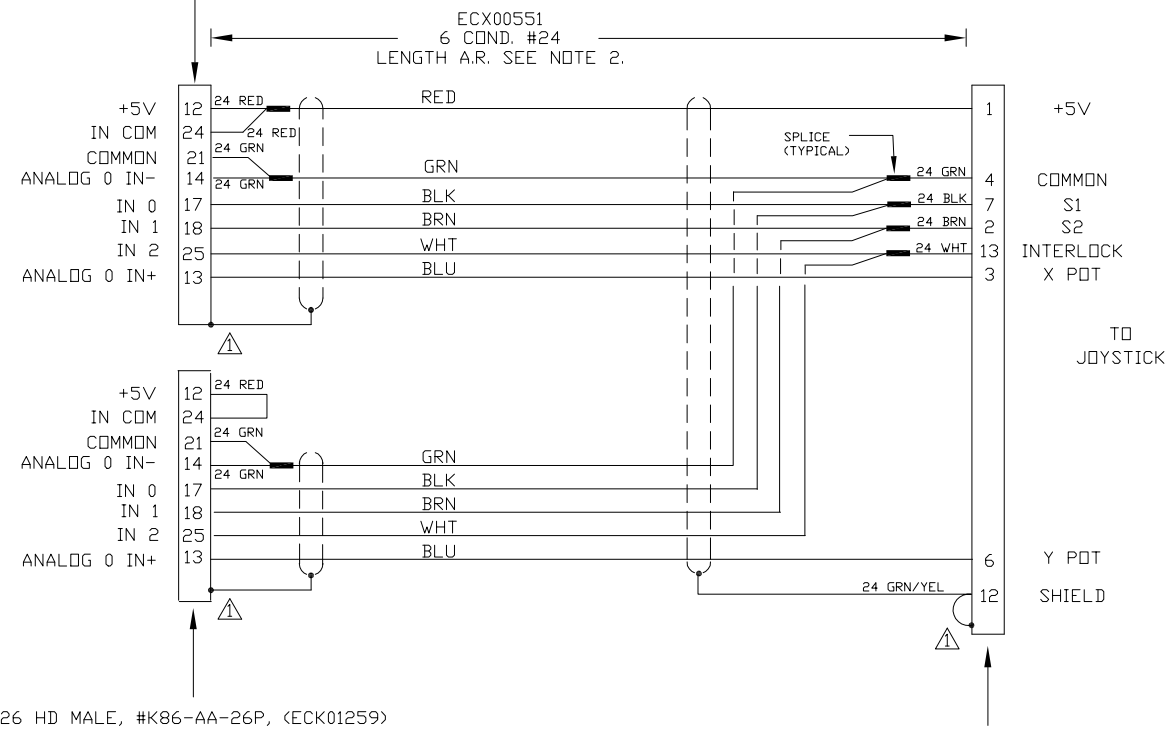 ECX00551
6 COND. #24
LENGTH A.R. SEE NOTE 2.
+5V 12 24 RED RED 1 +5V
IN COM 24 24 RED
SPLICE
(TYPICAL)
COMMON 21 24 GRN
ANALOG 0 IN- 14 24 GRN GRN 24 GRN 4 COMMON
IN 0 17 BLK 24 BLK 7 S1
IN 1 18 BRN 24 BRN 2 S2
IN 2 25 WHT 24 WHT 13 INTERLOCK
ANALOG 0 IN+ 13 BLU 3 X POT
1
TO
JOYSTICK
+5V 12 24 RED
IN COM 24
COMMON 21 24 GRN
ANALOG 0 IN- 14 24 GRN GRN
IN 0 17 BLK
IN 1 18 BRN
IN 2 25 WHT
ANALOG 0 IN+ 13 BLU 6 Y POT
24 GRN/YEL 12 SHIELD
1
1
26 HD MALE, #K86-AA-26P, (ECK01259)